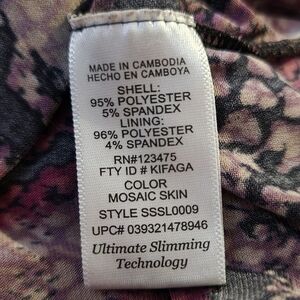 MADE IN CAMBODIA
HECHO EN CAMBOYA
SHELL:
95% POLYESTER
5% SPANDEX
LINING:
96% POLYESTER
4% SPANDEX
RN#123475
FTY ID # KIFAGA
COLOR
MOSAIC SKIN
STYLE SSSL0009
UPC# 039321478946
Ultimate Slimming
Technology